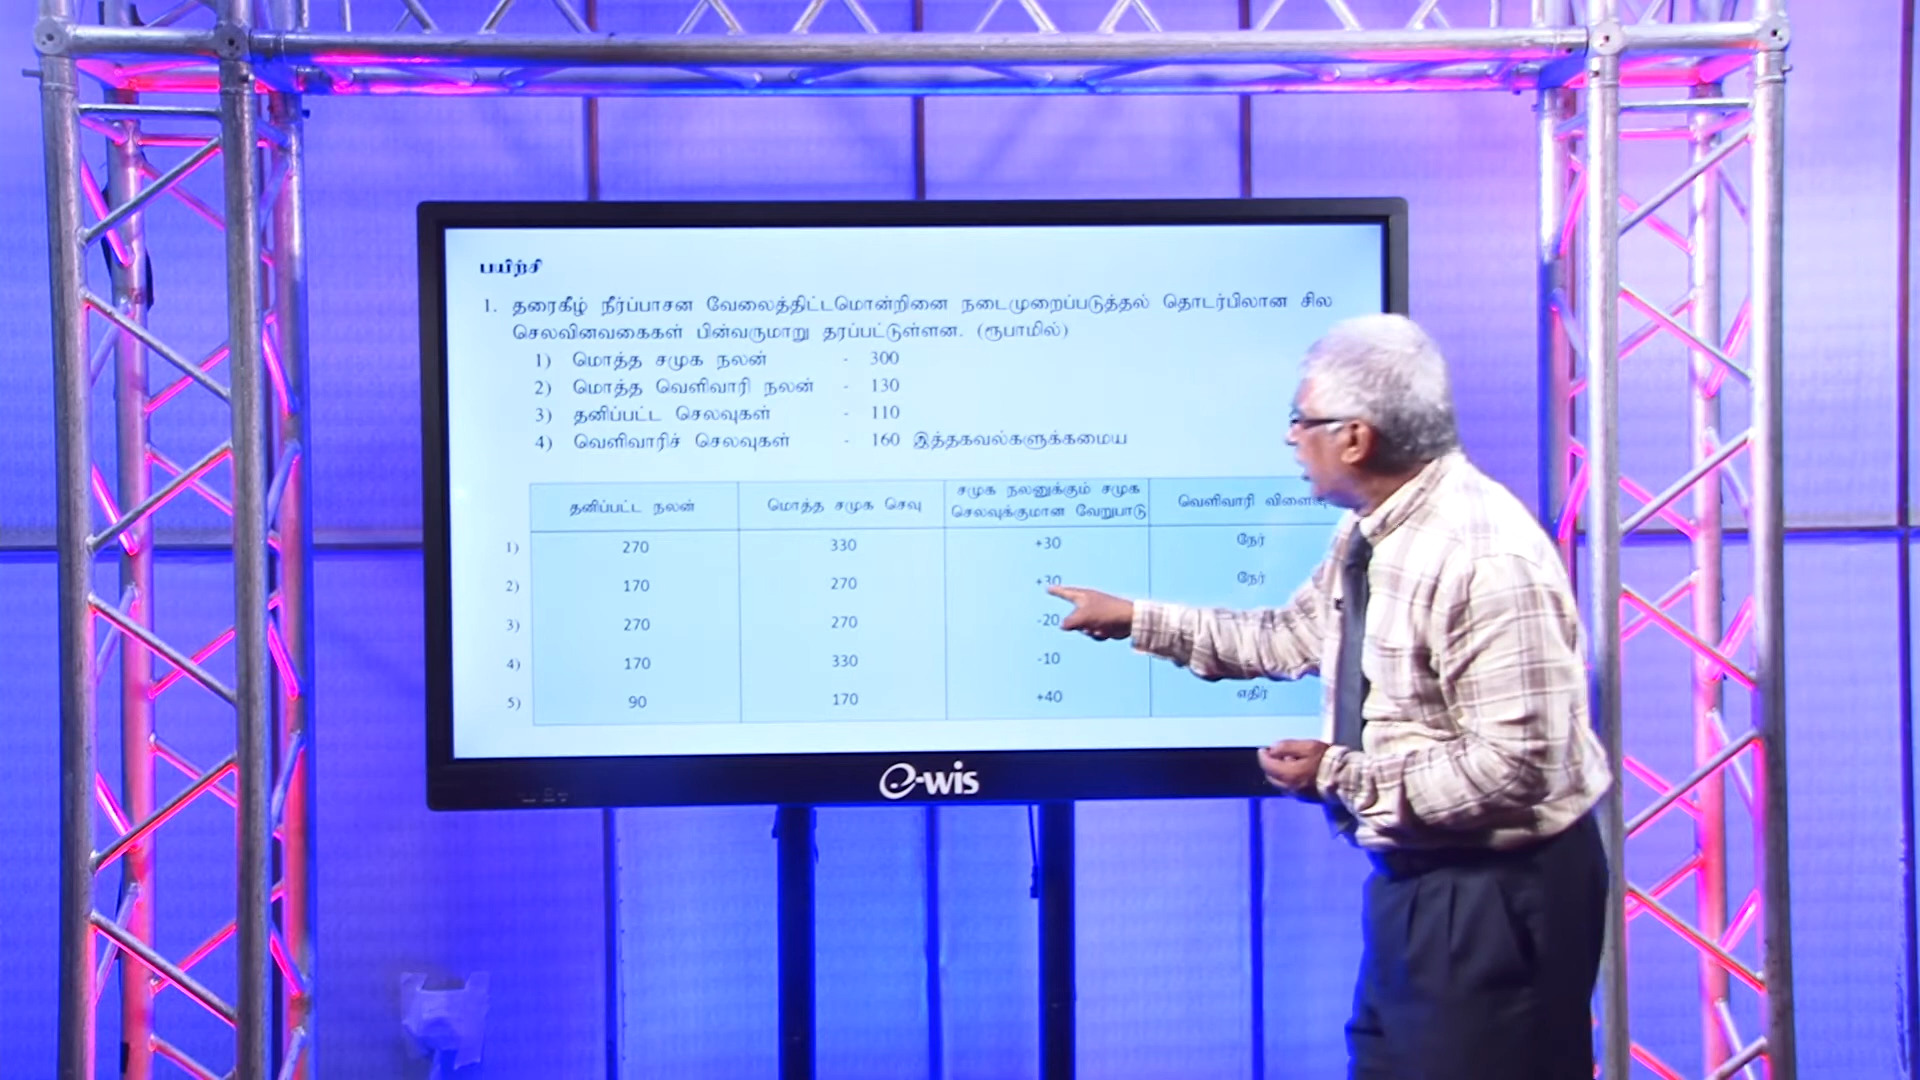 பயிற்சி
1. தரைகீழ் நீர்ப்பாசன வேலைத்திட்டமொன்றினை நடைமுறைப்படுத்தல் தொடர்பிலான சில
செலவினவகைகள் பின்வருமாறு தரப்பட்டுள்ளன. (ரூபாமில்)
1) மொத்த சமூக நலன் - 300
2) மொத்த வெளிவாரி நலன் - 130
3) தனிப்பட்ட செலவுகள் - 110
4) வெளிவாரிச் செலவுகள் - 160 இத்தகவல்களுக்கமைய
தனிப்பட்ட நலன் மொத்த சமூக செவு சமூக நலனுக்கும் சமூக செலவுக்குமான வேறுபாடு வெளிவாரி
1) 270 330 +30 நேர்
2) 170 270 +30 நேர்
3) 270 270 -20
4) 170 330 -10
5) 90 170 +40 எதிர்
e-wis